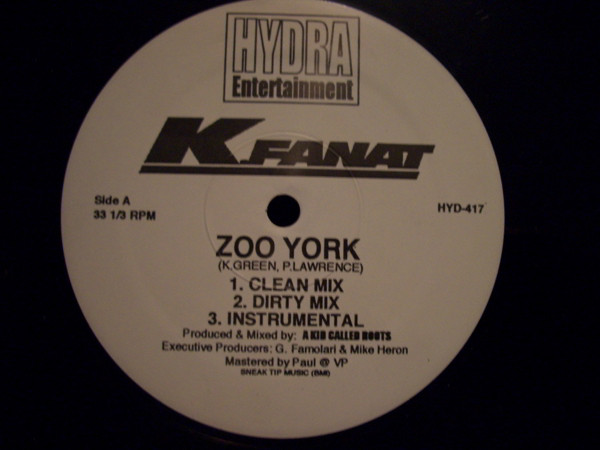 HYDRA
Entertainment
K.FANAT
Side A
33 1/3 RPM
HYD-417
ZOO YORK
(K.GREEN, P.LAWRENCE)
1. CLEAN MIX
2. DIRTY MIX
3. INSTRUMENTAL
Produced & Mixed by: A KID CALLED ROOTS
Executive Producers: G. Famolari & Mike Heron
Mastered by Paul @ VP
SNEAK TIP MUSIC (BMI)